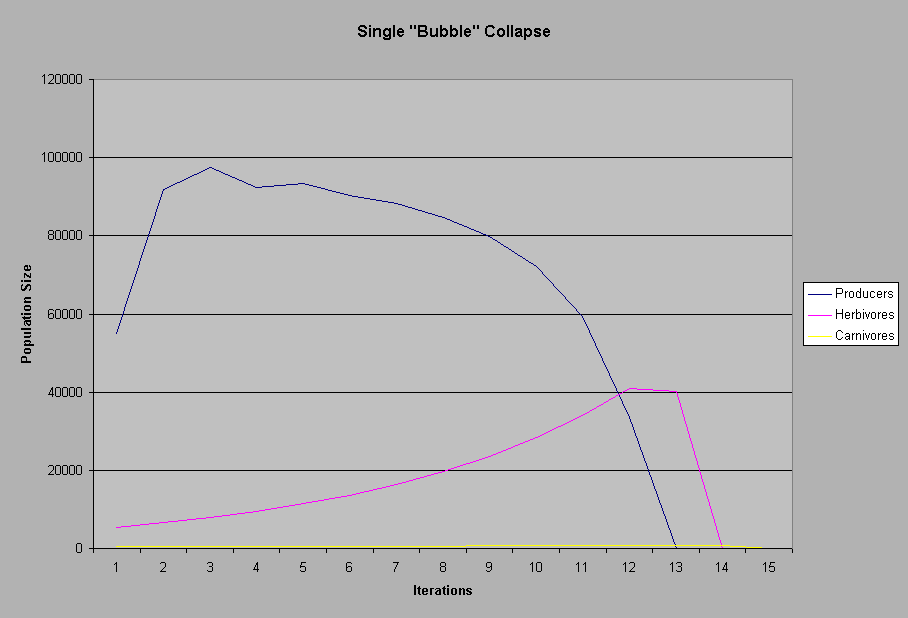 Single "Bubble" Collapse
120000
100000
80000
60000
40000
20000
0
Population Size
1 2 3 4 5 6 7 8 9 10 11 12 13 14 15
Iterations
Producers
Herbivores
Carnivores